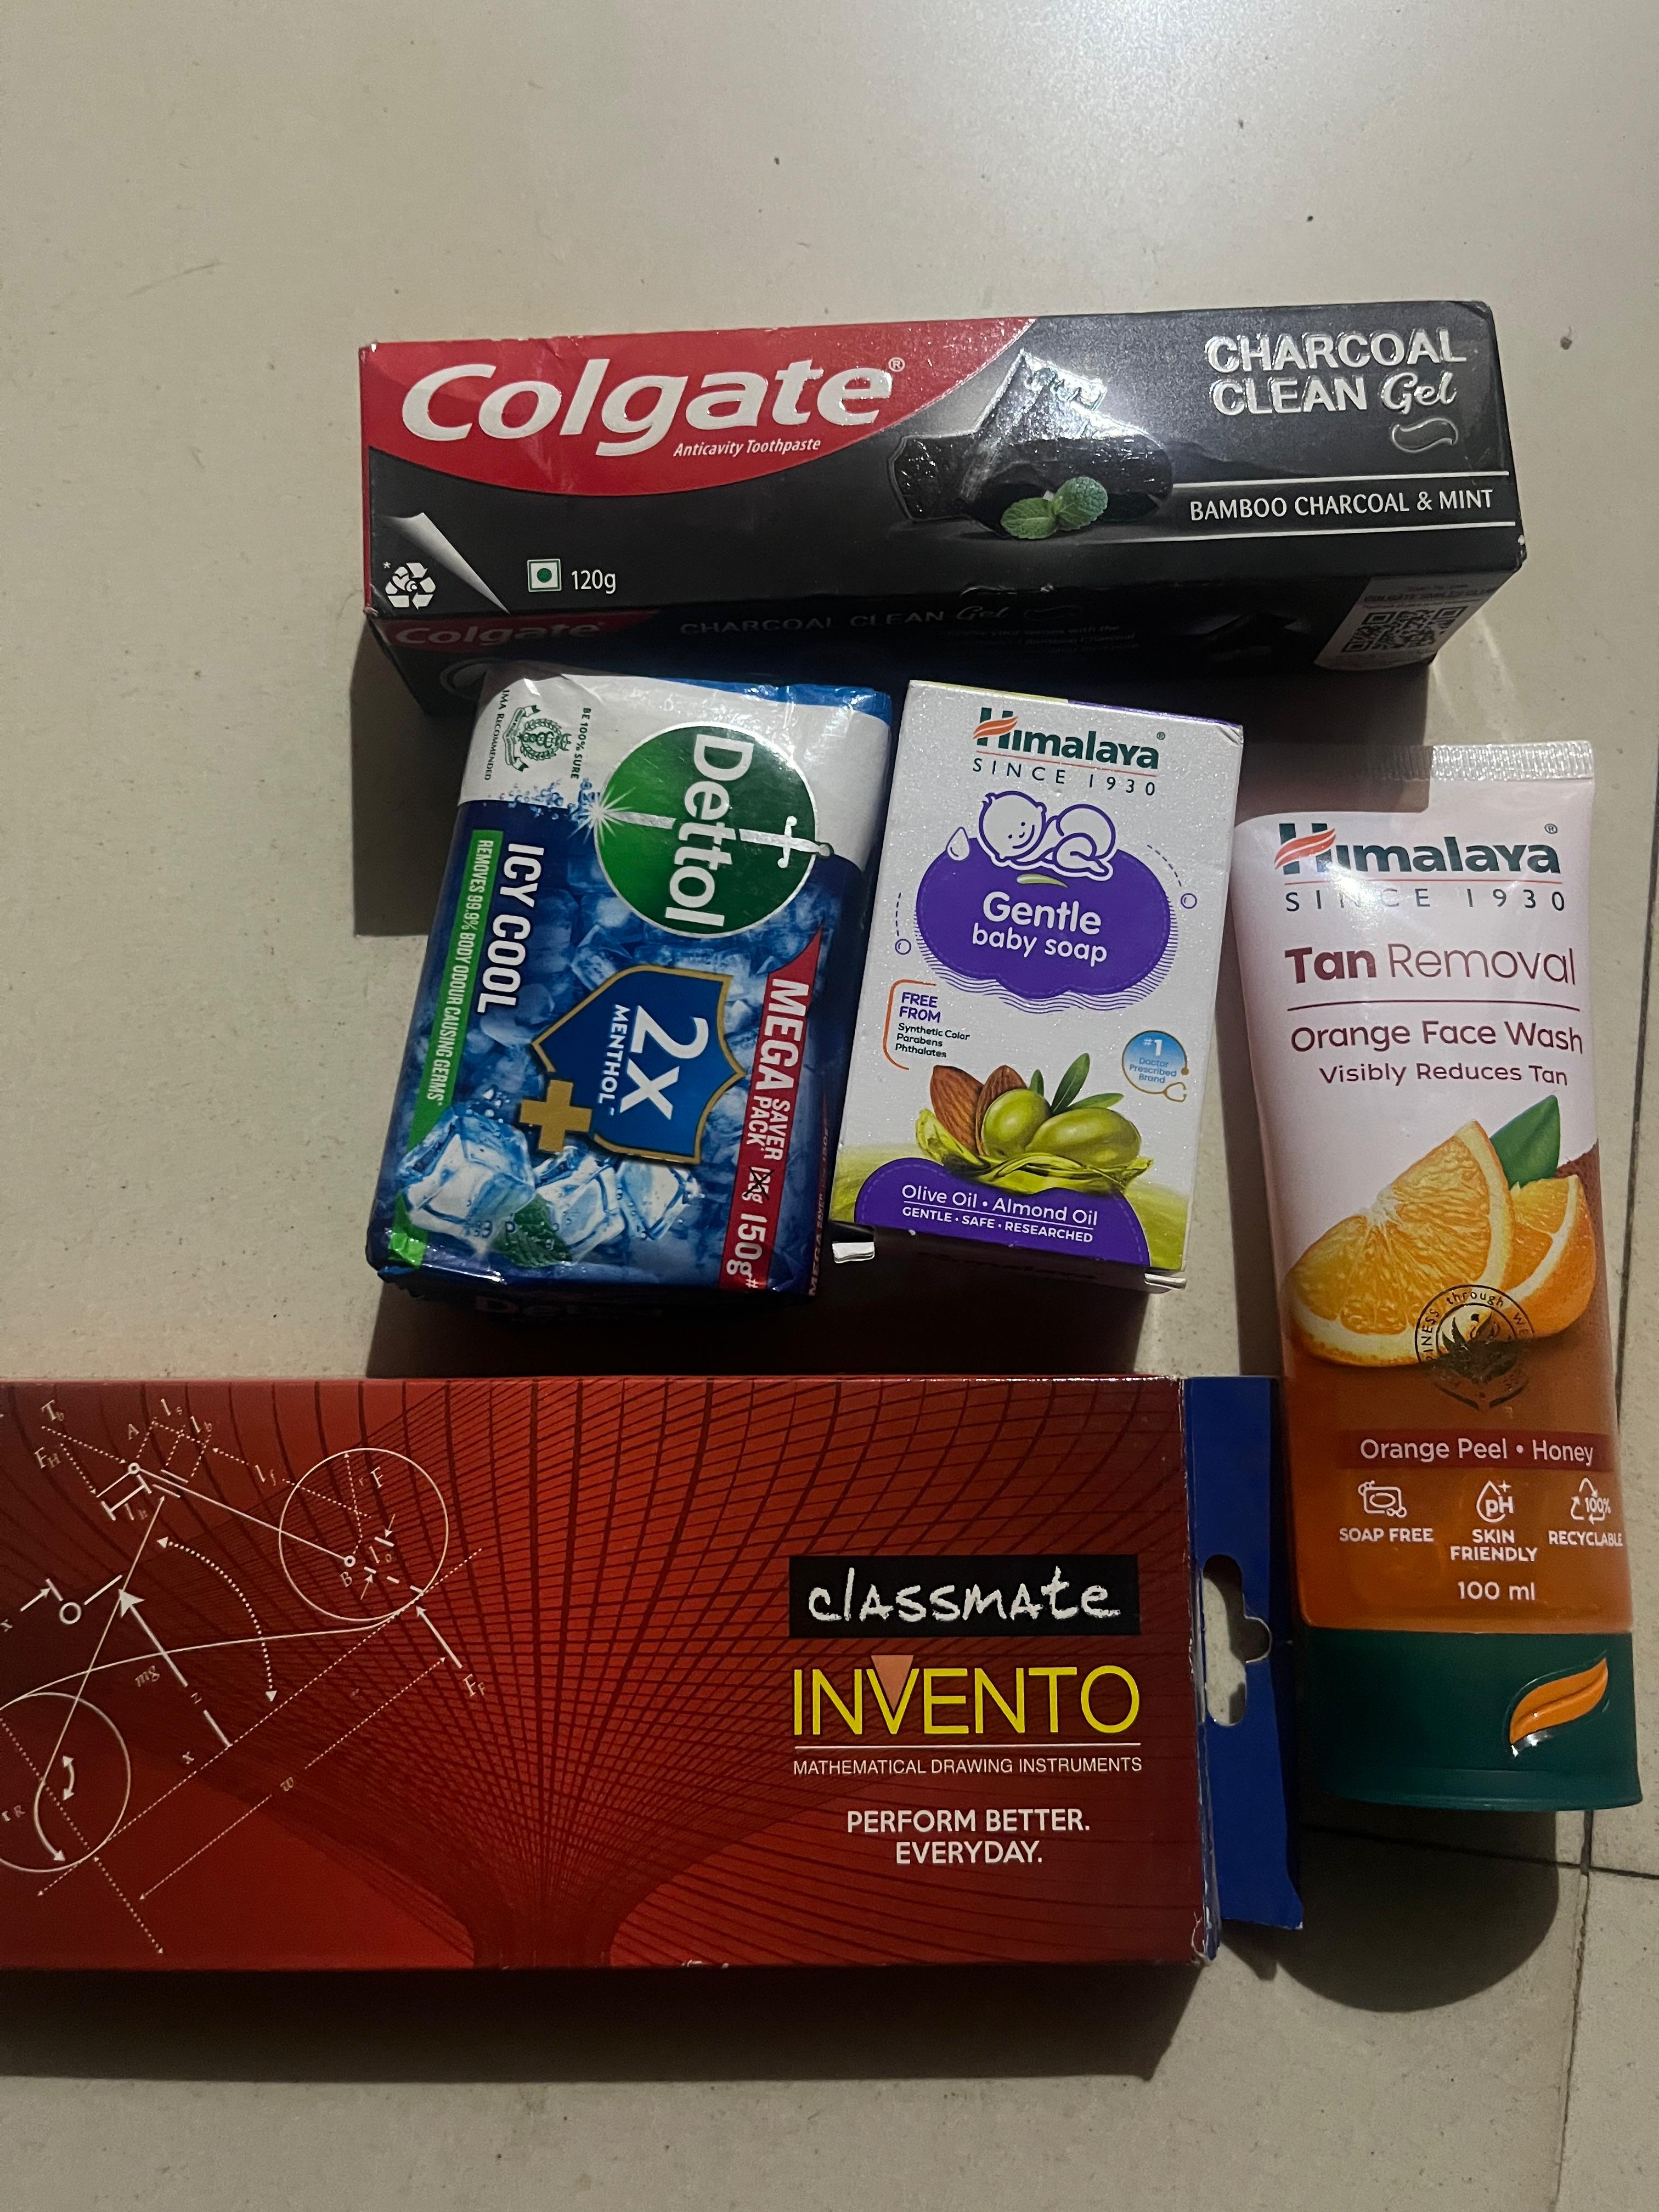 Colgate®
Anticavity Toothpaste
CHARCOAL
CLEAN Gel
BAMBOO CHARCOAL & MINT
120g
Colgate®
CHARCOAL CLEAN Gel
IMA RECOMMENDED
BE 100% SURE
Dettol
ICY COOL
REMOVES 99.9% BODY ODOUR CAUSING GERMS
2X
MENTHOL
MEGA
SAVER
PACK
125g 150g#
Himalaya®
SINCE 1930
Gentle
baby soap
FREE
FROM
Synthetic Color
Parabens
Phthalates
#1
Doctor
Prescribed
Brand
Olive Oil • Almond Oil
GENTLE • SAFE • RESEARCHED
Himalaya®
SINCE 1930
Tan Removal
Orange Face Wash
Visibly Reduces Tan
through
Orange Peel • Honey
SOAP FREE
pH
SKIN
FRIENDLY
100%
RECYCLABLE
100 ml
classmate
INVENTO
MATHEMATICAL DRAWING INSTRUMENTS
PERFORM BETTER.
EVERYDAY.